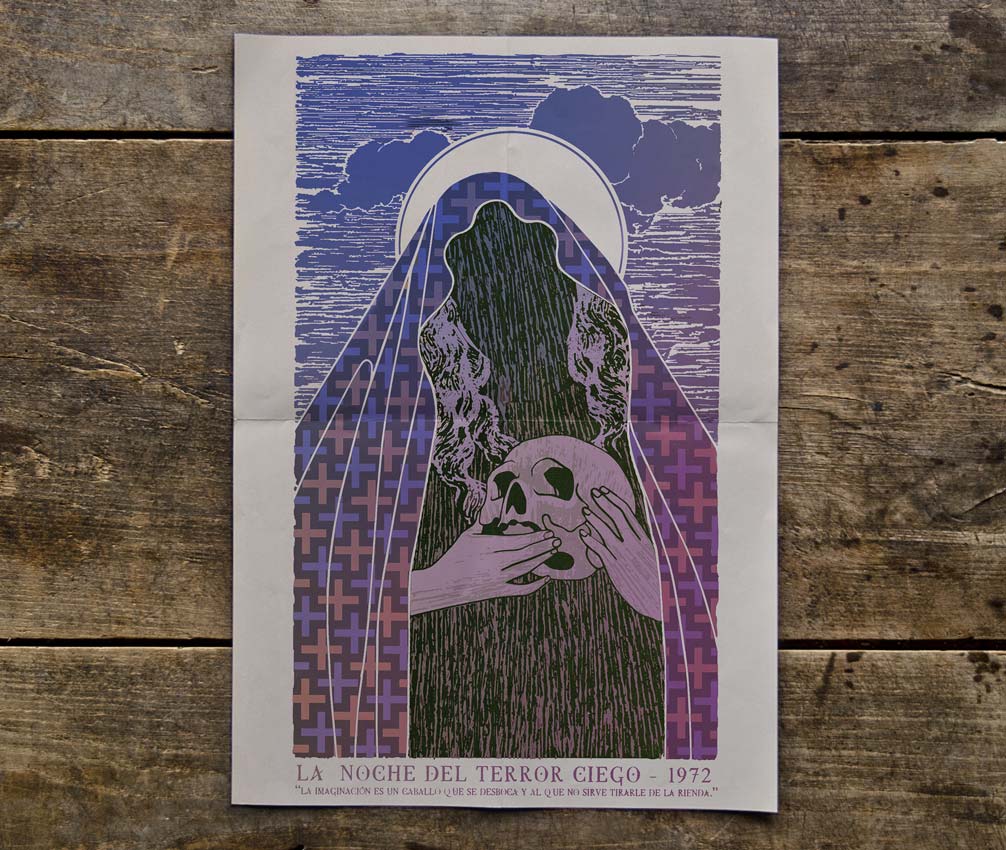 LA NOCHE DEL TERROR CIEGO - 1972
"LA IMAGINACIÓN ES UN CABALLO QUE SE DESBOCA Y AL QUE NO SIRVE TIRARLE DE LA RIENDA."